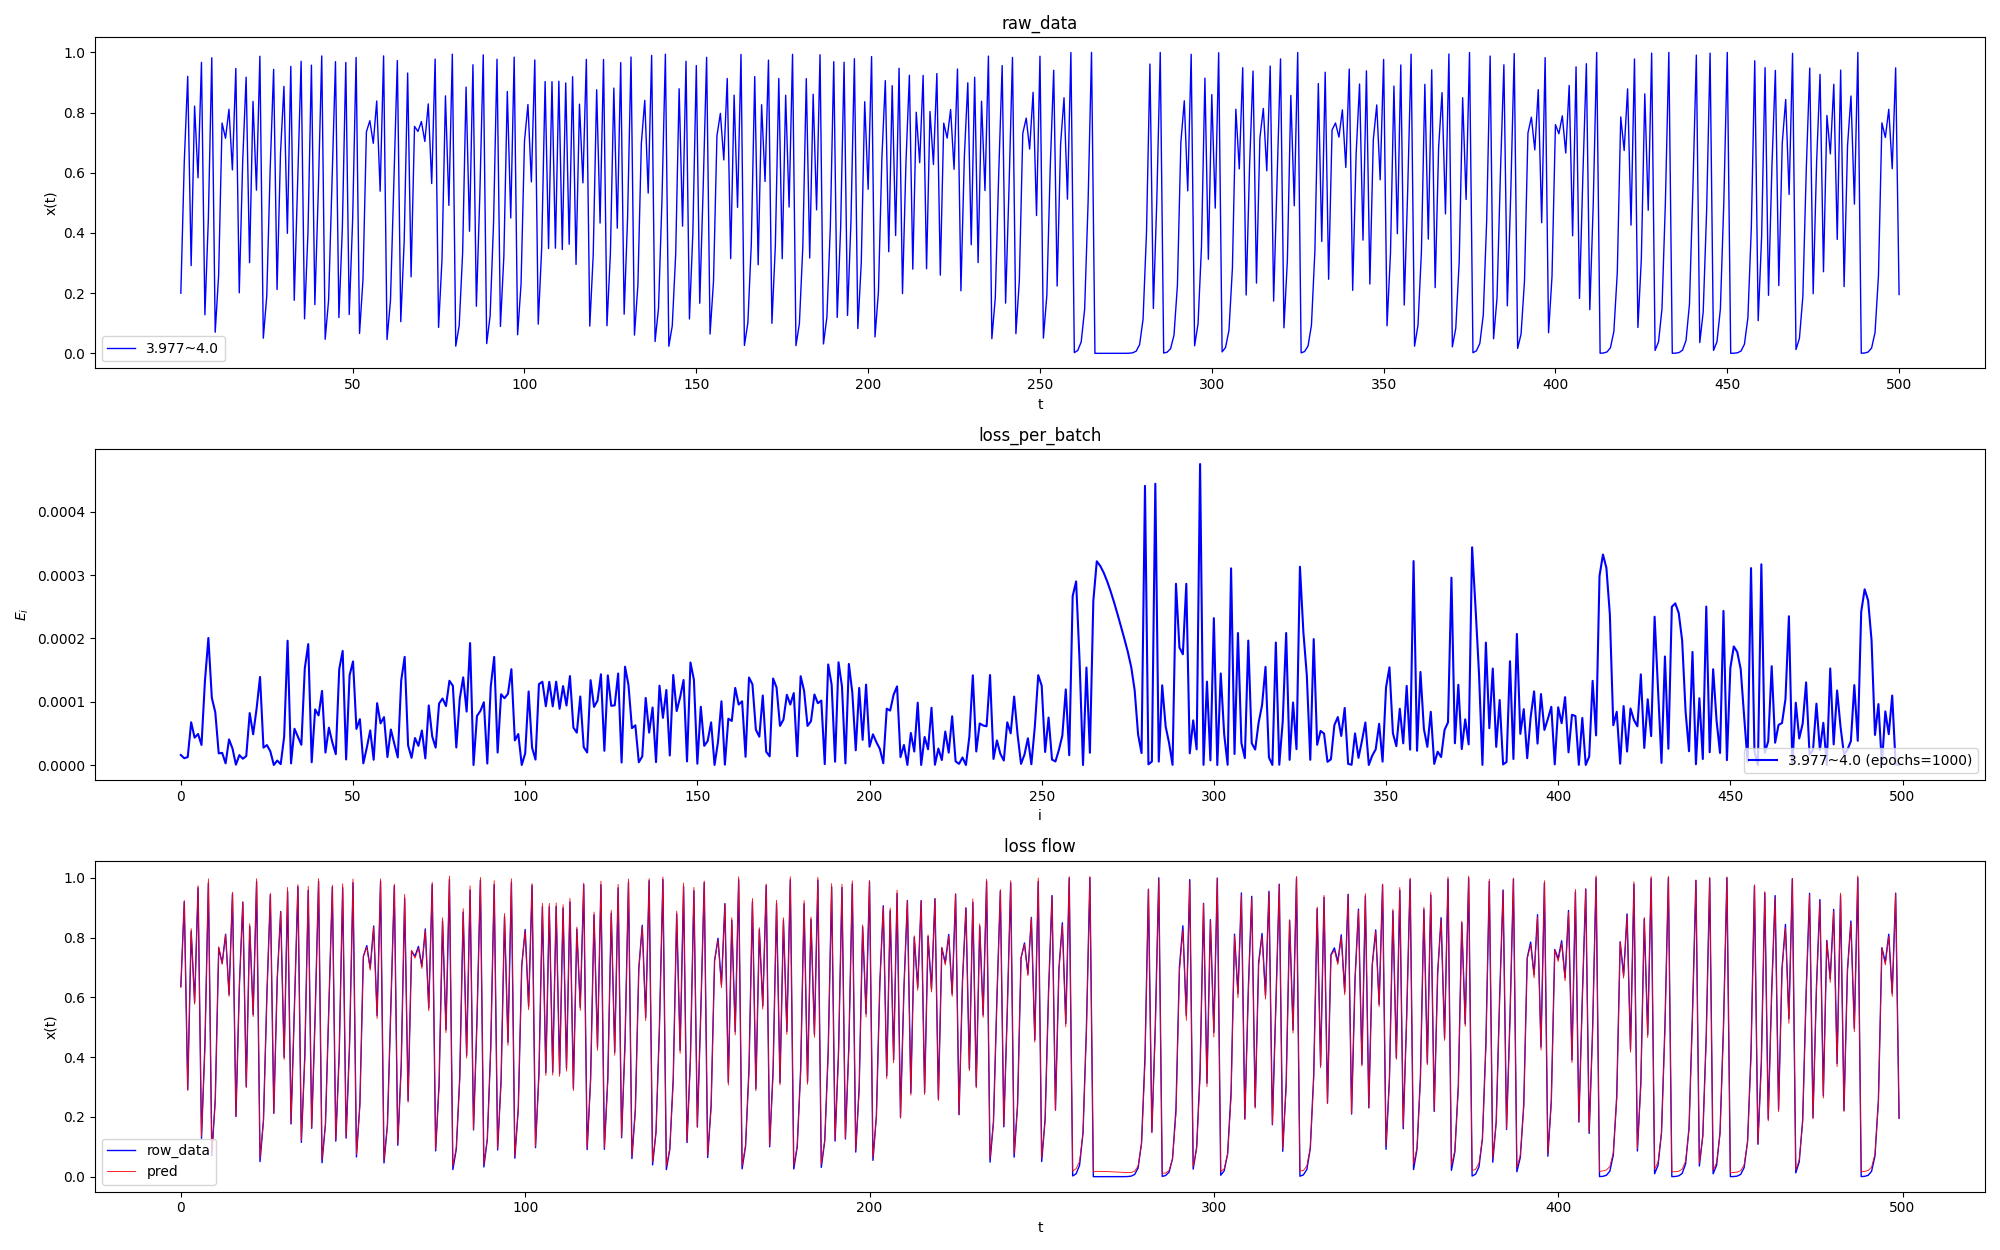 raw_data
1.0
0.8
0.6
0.4
0.2
0.0
x(t)
3.977~4.0
50 100 150 200 250 300 350 400 450 500
t
loss_per_batch
0.0004
0.0003
0.0002
0.0001
0.0000
E_i
3.977~4.0 (epochs=1000)
0 50 100 150 200 250 300 350 400 450 500
i
loss flow
1.0
0.8
0.6
0.4
0.2
0.0
x(t)
row_data
pred
0 100 200 300 400 500
t